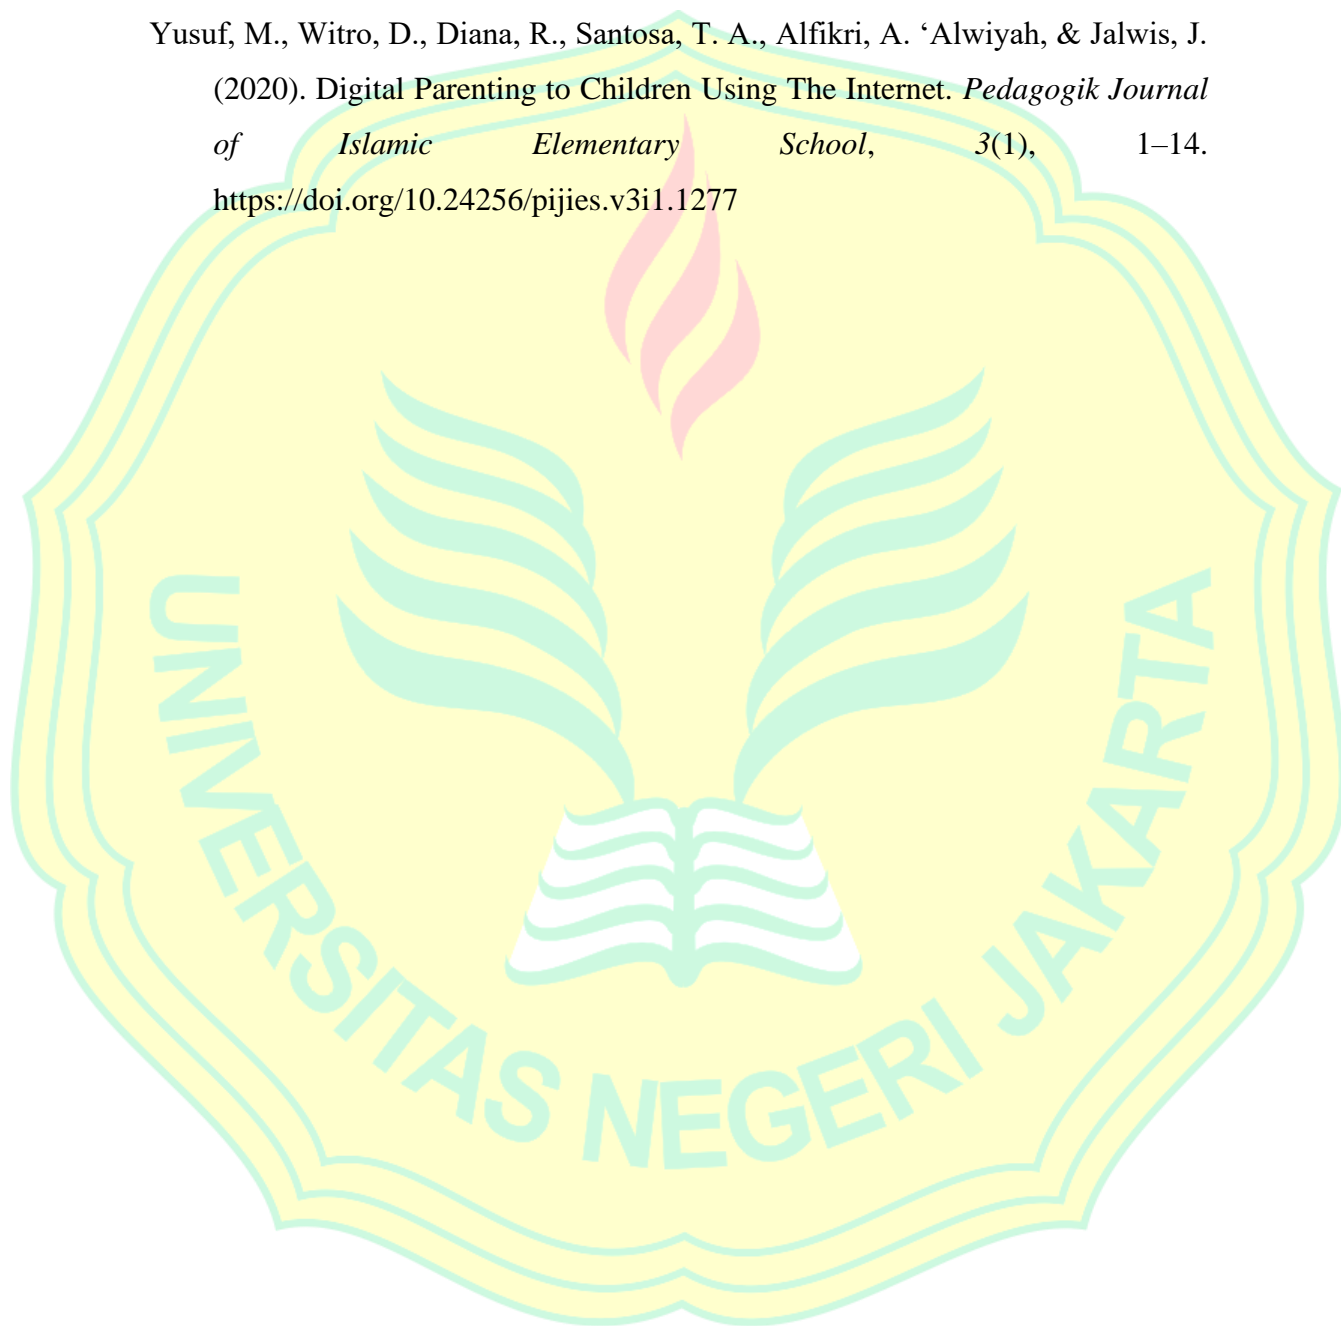 Yusuf, M., Witro, D., Diana, R., Santosa, T. A., Alfikri, A. ‘Alwiyah, & Jalwis, J.
(2020). Digital Parenting to Children Using The Internet. Pedagogik Journal
of Islamic Elementary School, 3(1), 1–14.
https://doi.org/10.24256/pijies.v3i1.1277
UNIVERSITAS NEGERI JAKARTA